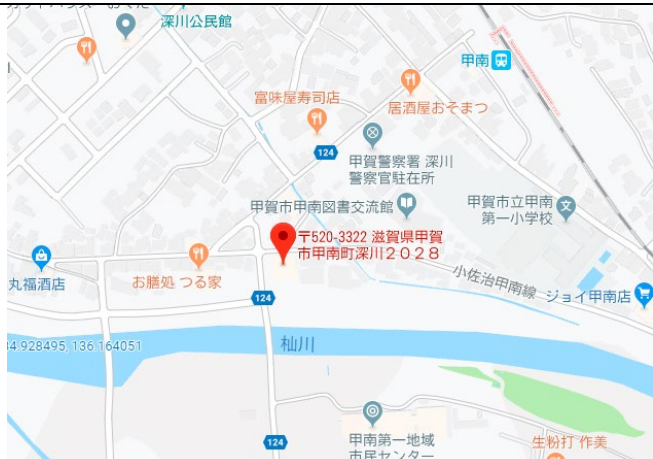 深川公民館
甲南
富味屋寿司店
居酒屋おそまつ
124
甲賀警察署 深川
警察官駐在所
甲賀市甲南図書交流館
甲賀市立甲南
第一小学校
〒520-3322 滋賀県甲賀
市甲南町深川2028
丸福酒店
お膳処 つる家
小佐治甲南線
ジョイ甲南店
124
34.928495, 136.164051
杣川
124
甲南第一地域
市民センター
生粉打 作美